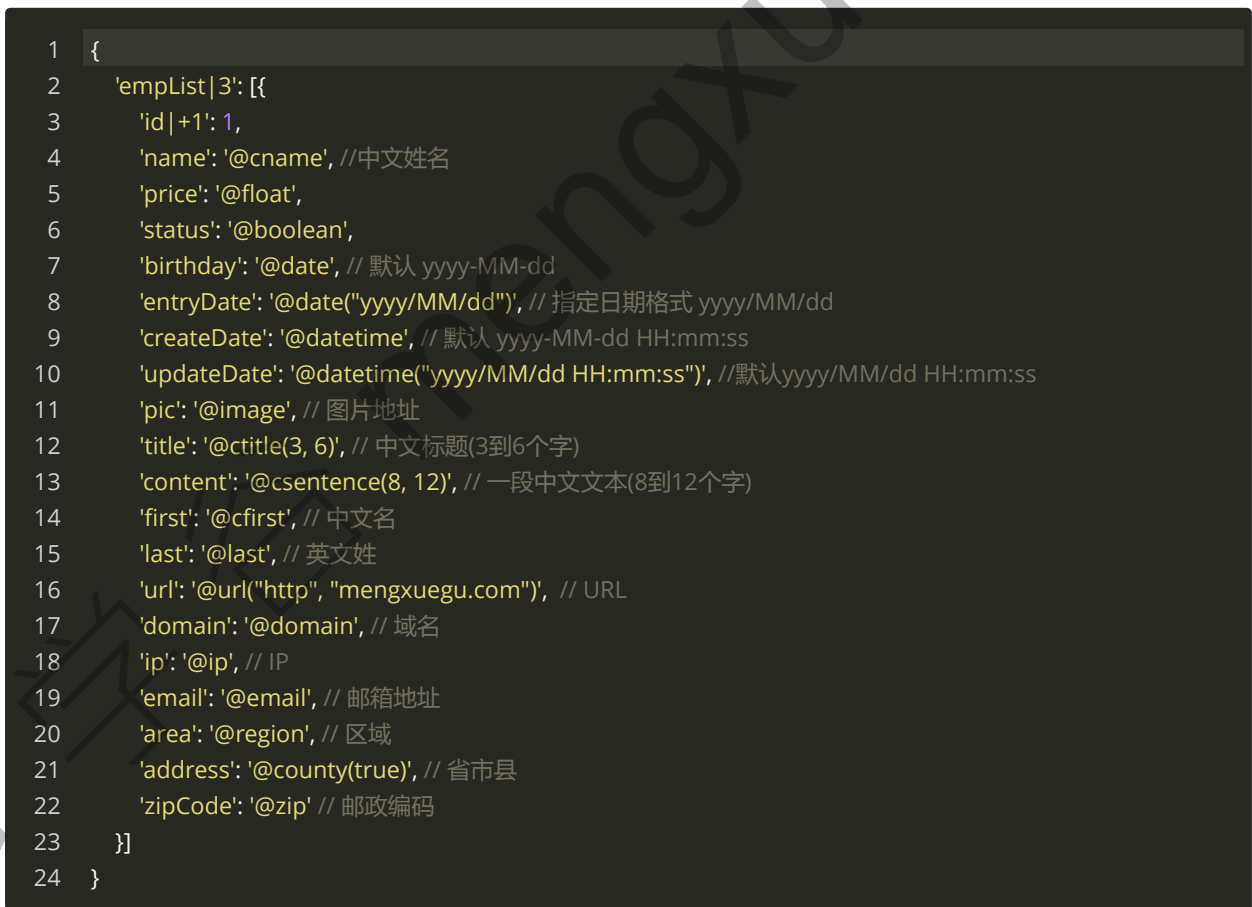 1 {
2 'empList|3': [{
3 'id|+1': 1,
4 'name': '@cname', //中文姓名
5 'price': '@float',
6 'status': '@boolean',
7 'birthday': '@date', // 默认 yyyy-MM-dd
8 'entryDate': '@date("yyyy/MM/dd")', // 指定日期格式 yyyy/MM/dd
9 'createDate': '@datetime', // 默认 yyyy-MM-dd HH:mm:ss
10 'updateDate': '@datetime("yyyy/MM/dd HH:mm:ss")', //默认yyyy/MM/dd HH:mm:ss
11 'pic': '@image', // 图片地址
12 'title': '@ctitle(3, 6)', // 中文标题(3到6个字)
13 'content': '@csentence(8, 12)', // 一段中文文本(8到12个字)
14 'first': '@cfirst', // 中文名
15 'last': '@last', // 英文姓
16 'url': '@url("http", "mengxuegu.com")', // URL
17 'domain': '@domain', // 域名
18 'ip': '@ip', // IP
19 'email': '@email', // 邮箱地址
20 'area': '@region', // 区域
21 'address': '@county(true)', // 省市县
22 'zipCode': '@zip' // 邮政编码
23 }]
24 }
学谷 mengxu